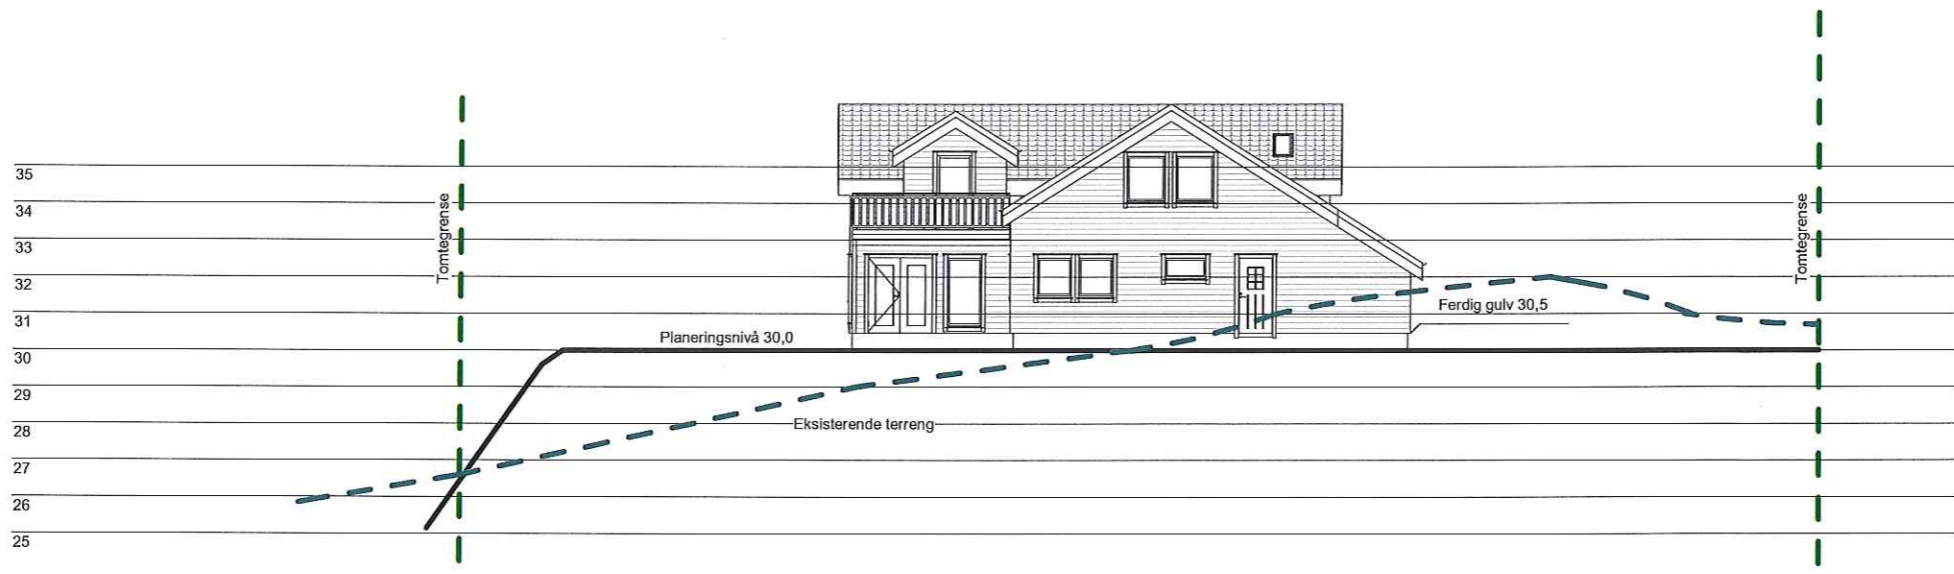 35
34
33
32
31
30
29
28
27
26
25
Tomtegrense
Planeringsnivå 30,0
Eksisterende terreng
Ferdig gulv 30,5
Tomtegrense